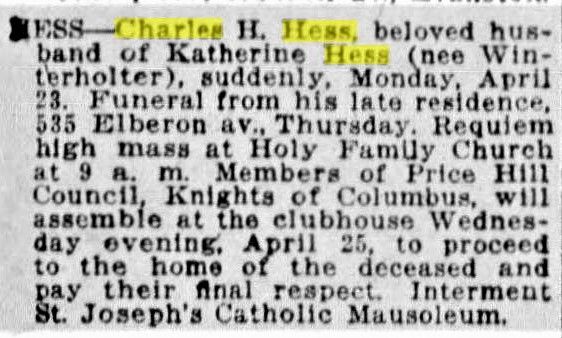 HESS—Charles H. Hess, beloved hus-
band of Katherine Hess (nee Win-
terholter), suddenly, Monday, April
23. Funeral from his late residence,
535 Elberon av., Thursday. Requiem
high mass at Holy Family Church
at 9 a. m. Members of Price Hill
Council, Knights of Columbus, will
assemble at the clubhouse Wednes-
day evening, April 25, to proceed
to the home of the deceased and
pay their final respect. Interment
St. Joseph's Catholic Mausoleum.